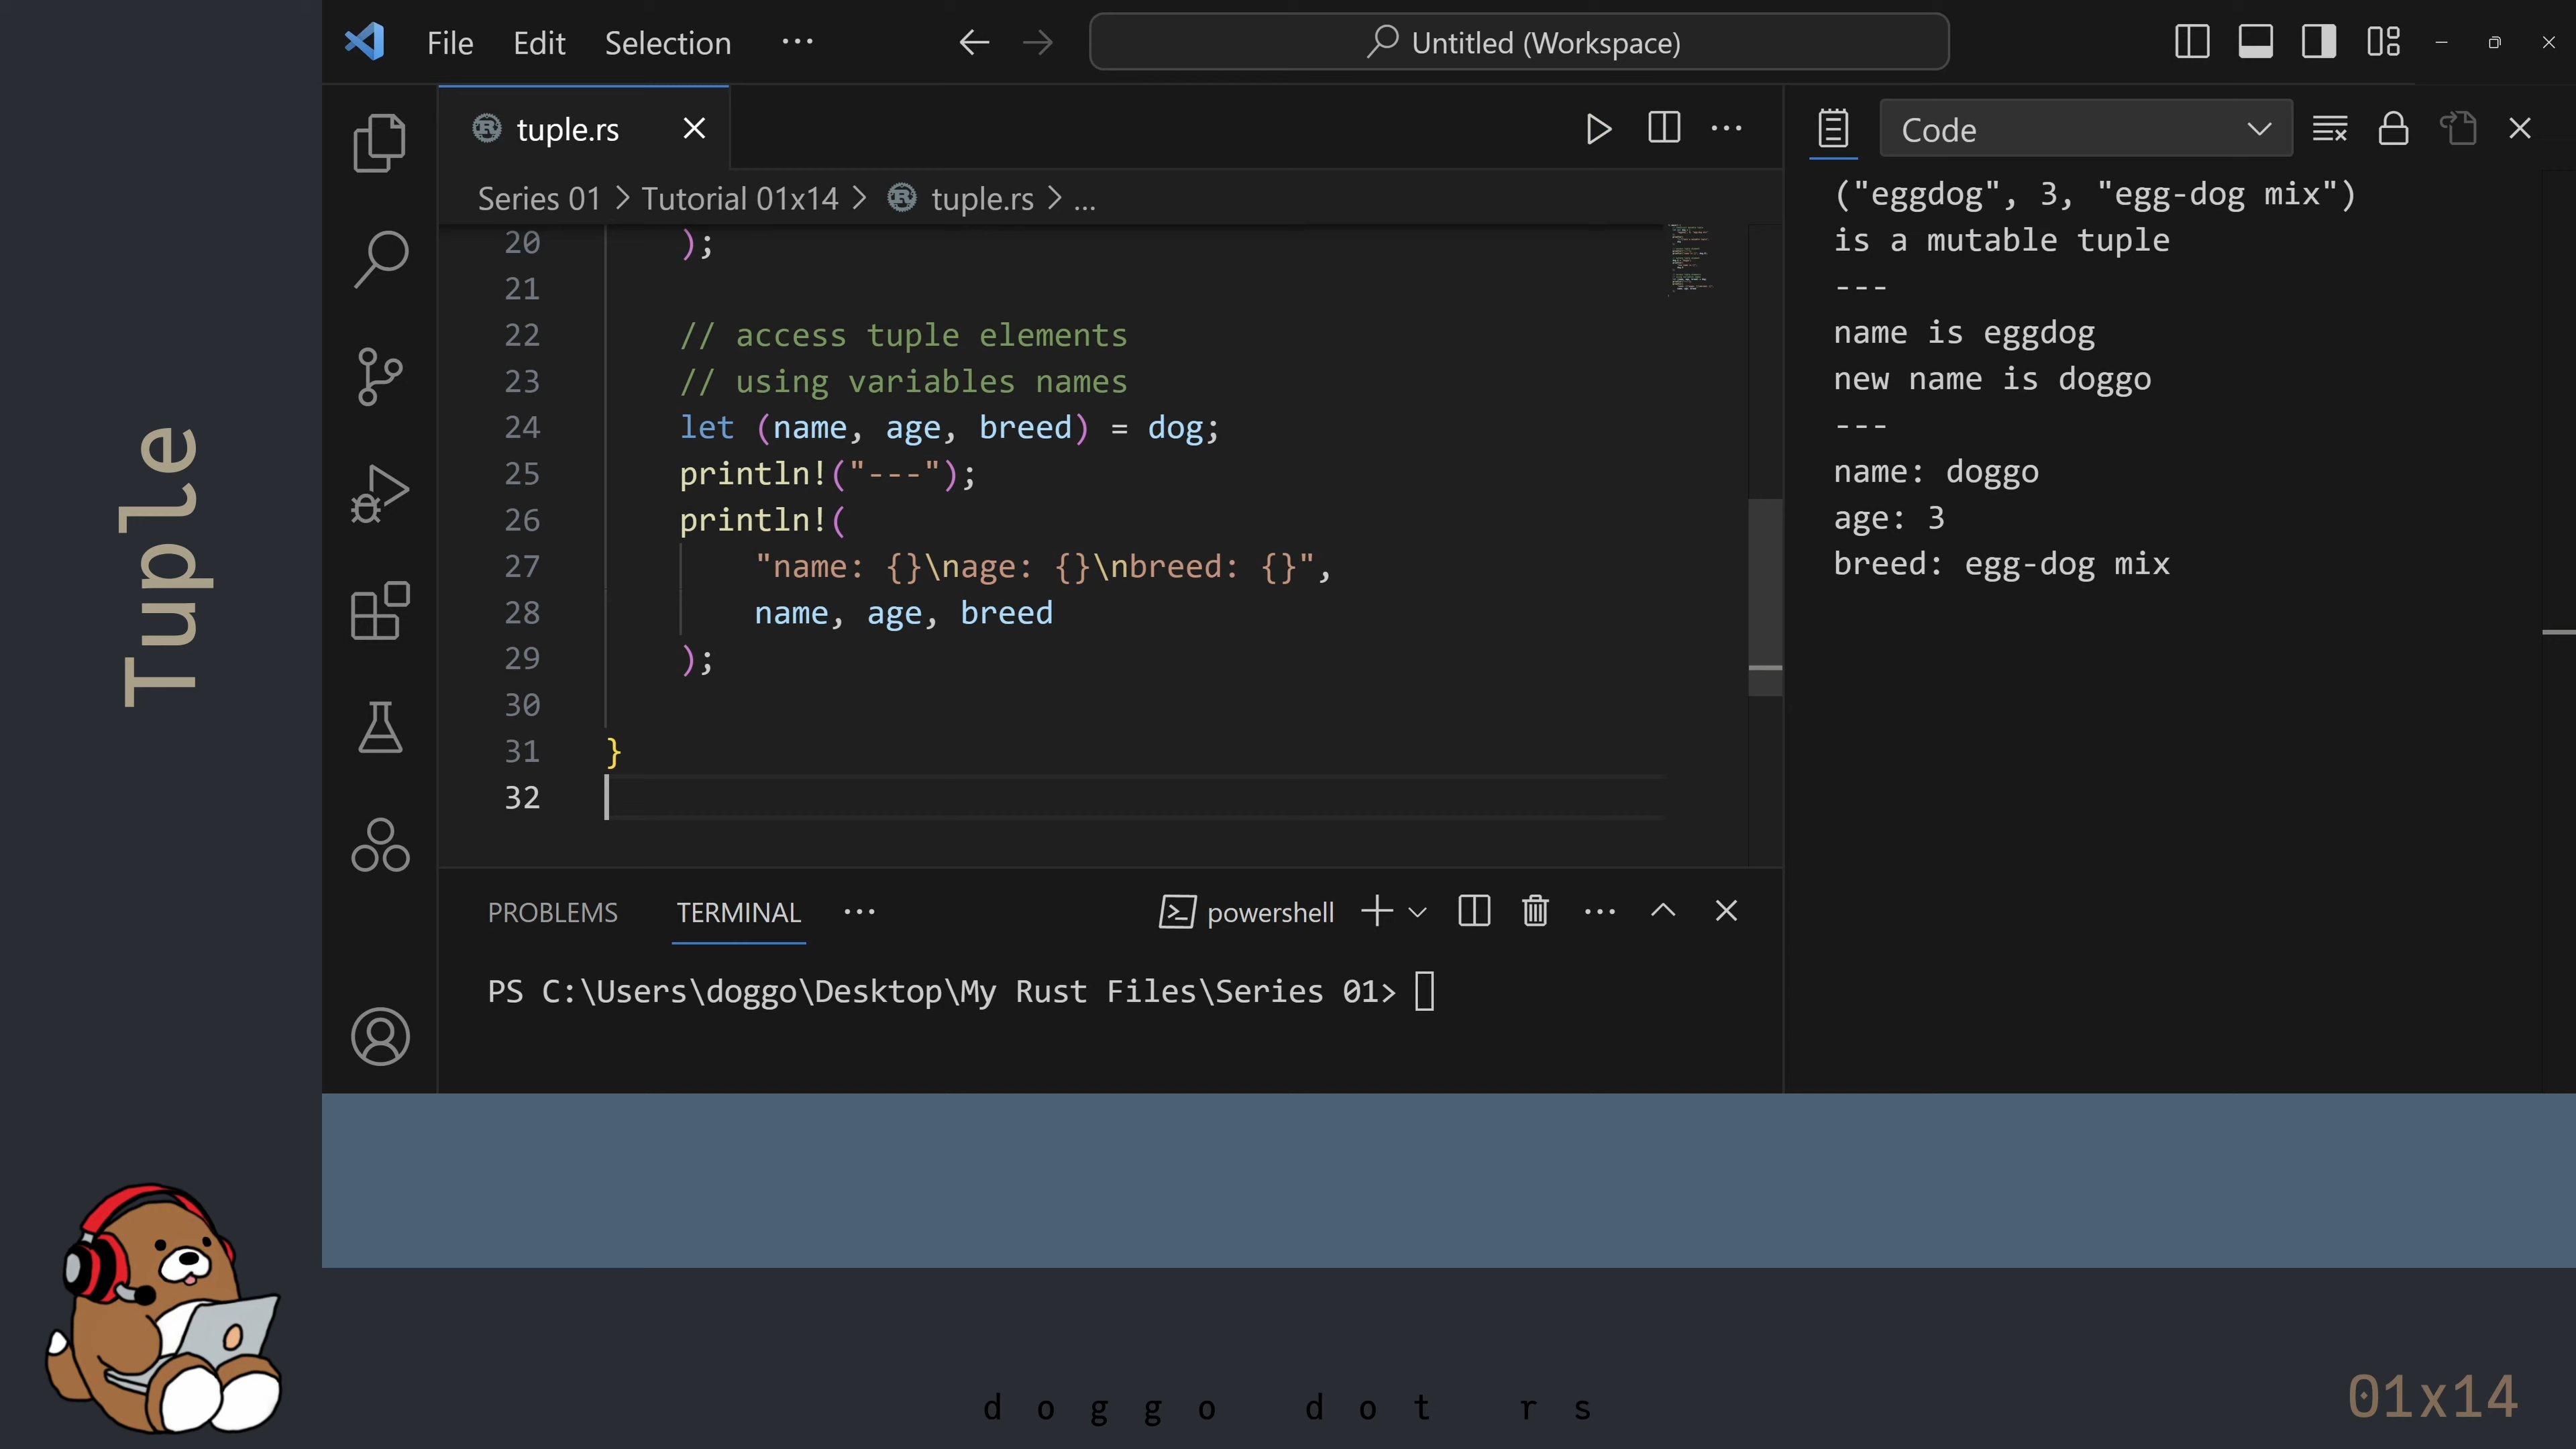 Tuple
File Edit Selection ···
Untitled (Workspace)
tuple.rs
Series 01 > Tutorial 01x14 > tuple.rs > ...
20 );
21
22 // access tuple elements
23 // using variables names
24 let (name, age, breed) = dog;
25 println!("---");
26 println!(
27 "name: {}\nage: {}\nbreed: {}",
28 name, age, breed
29 );
30
31 }
32
Code
("eggdog", 3, "egg-dog mix")
is a mutable tuple
---
name is eggdog
new name is doggo
---
name: doggo
age: 3
breed: egg-dog mix
PROBLEMS TERMINAL ··· powershell
PS C:\Users\doggo\Desktop\My Rust Files\Series 01>
doggo dot rs
01x14